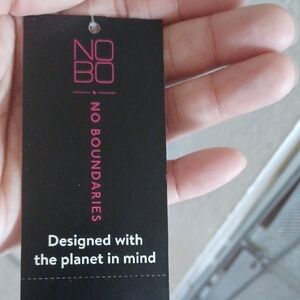 NO
BO
NO BOUNDARIES
Designed with
the planet in mind